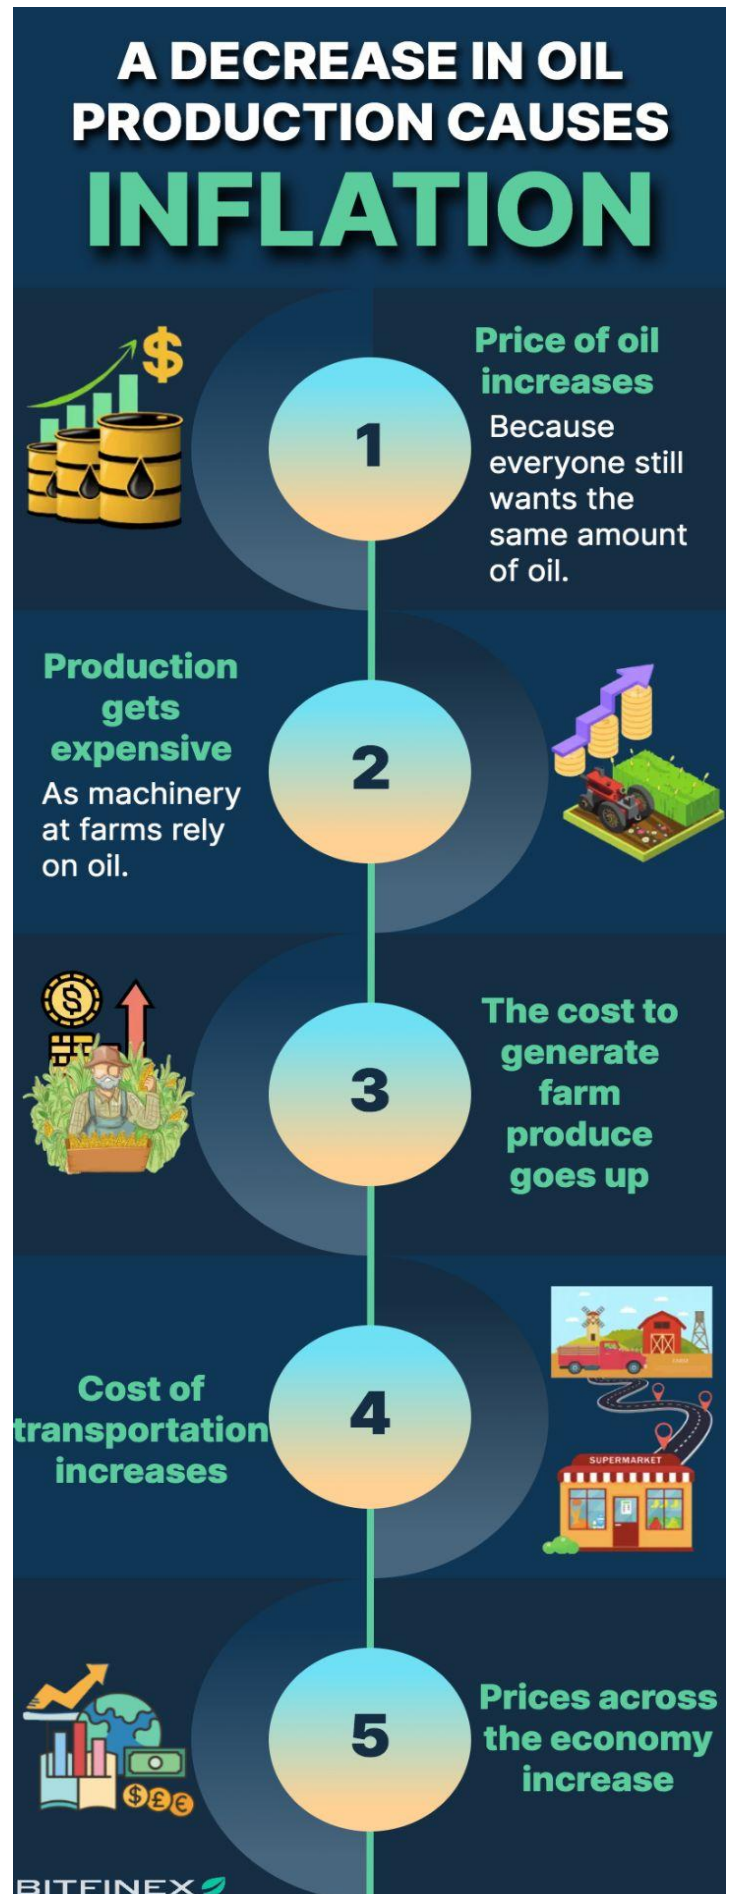 A DECREASE IN OIL
PRODUCTION CAUSES
INFLATION
$
1
Price of oil
increases
Because
everyone still
wants the
same amount
of oil.
Production
gets
expensive
As machinery
at farms rely
on oil.
2
$
3
The cost to
generate
farm
produce
goes up
Cost of
transportation
increases
4
SUPERMARKET
$££
5
Prices across
the economy
increase
BITFINEX